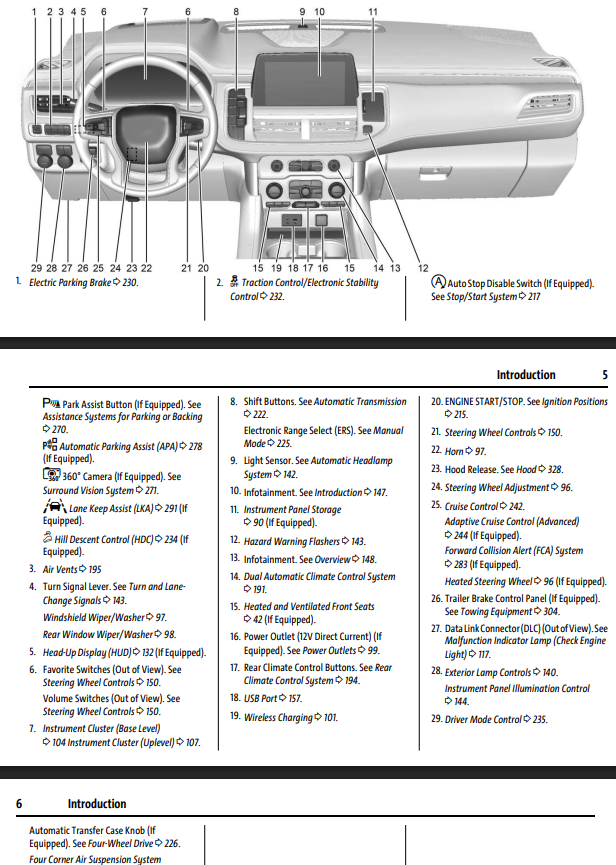 1 2 3 4 5 6 7 6 8 9 10 11
29 28 27 26 25 24 23 22 21 20 15 19 18 17 16 15 14 13 12
1. Electric Parking Brake ⇨ 230.
2. Traction Control/Electronic Stability
Control ⇨ 232.
Auto Stop Disable Switch (If Equipped).
See Stop/Start System ⇨ 217
Introduction 5
Park Assist Button (If Equipped). See
Assistance Systems for Parking or Backing
⇨ 270.
Automatic Parking Assist (APA) ⇨ 278
(If Equipped).
360° Camera (If Equipped). See
Surround Vision System ⇨ 271.
Lane Keep Assist (LKA) ⇨ 291 (If
Equipped).
Hill Descent Control (HDC) ⇨ 234 (If
Equipped).
3. Air Vents ⇨ 195
4. Turn Signal Lever. See Turn and Lane-
Change Signals ⇨ 143.
Windshield Wiper/Washer ⇨ 97.
Rear Window Wiper/Washer ⇨ 98.
5. Head-Up Display (HUD) ⇨ 132 (If Equipped).
6. Favorite Switches (Out of View). See
Steering Wheel Controls ⇨ 150.
Volume Switches (Out of View). See
Steering Wheel Controls ⇨ 150.
7. Instrument Cluster (Base Level)
⇨ 104 Instrument Cluster (Uplevel) ⇨ 107.
8. Shift Buttons. See Automatic Transmission
⇨ 222.
Electronic Range Select (ERS). See Manual
Mode ⇨ 225.
9. Light Sensor. See Automatic Headlamp
System ⇨ 142.
10. Infotainment. See Introduction ⇨ 147.
11. Instrument Panel Storage
⇨ 90 (If Equipped).
12. Hazard Warning Flashers ⇨ 143.
13. Infotainment. See Overview ⇨ 148.
14. Dual Automatic Climate Control System
⇨ 191.
15. Heated and Ventilated Front Seats
⇨ 42 (If Equipped).
16. Power Outlet (12V Direct Current) (If
Equipped). See Power Outlets ⇨ 99.
17. Rear Climate Control Buttons. See Rear
Climate Control System ⇨ 194.
18. USB Port ⇨ 157.
19. Wireless Charging ⇨ 101.
20. ENGINE START/STOP. See Ignition Positions
⇨ 215.
21. Steering Wheel Controls ⇨ 150.
22. Horn ⇨ 97.
23. Hood Release. See Hood ⇨ 328.
24. Steering Wheel Adjustment ⇨ 96.
25. Cruise Control ⇨ 242.
Adaptive Cruise Control (Advanced)
⇨ 244 (If Equipped).
Forward Collision Alert (FCA) System
⇨ 283 (If Equipped).
Heated Steering Wheel ⇨ 96 (If Equipped).
26. Trailer Brake Control Panel (If Equipped).
See Towing Equipment ⇨ 304.
27. Data Link Connector (DLC) (Out of View). See
Malfunction Indicator Lamp (Check Engine
Light) ⇨ 117.
28. Exterior Lamp Controls ⇨ 140.
Instrument Panel Illumination Control
⇨ 144.
29. Driver Mode Control ⇨ 235.
6 Introduction
Automatic Transfer Case Knob (If
Equipped). See Four-Wheel Drive ⇨ 226.
Four Corner Air Suspension System